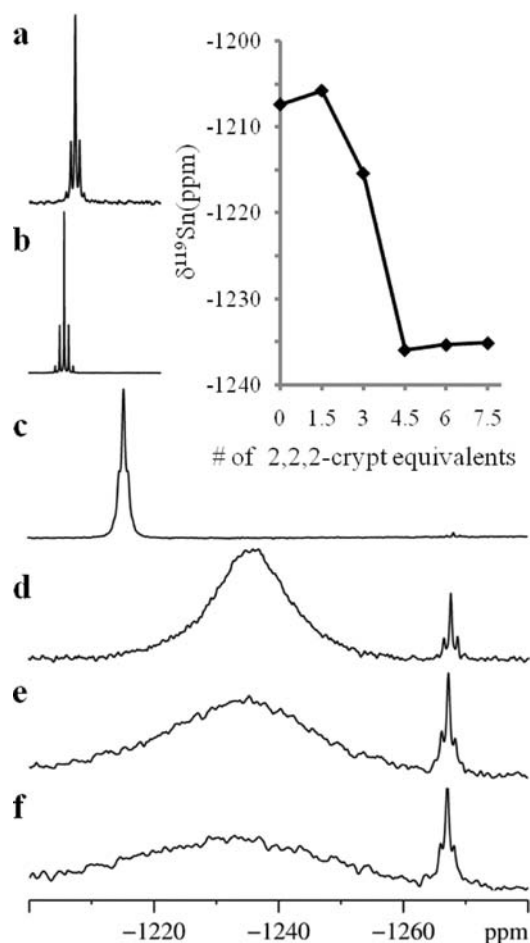 a
b
c
d
e
f
-1200
-1210
-1220
-1230
-1240
δ¹¹⁹Sn(ppm)
0 1.5 3 4.5 6 7.5
# of 2,2,2-crypt equivalents
−1220 −1240 −1260 ppm